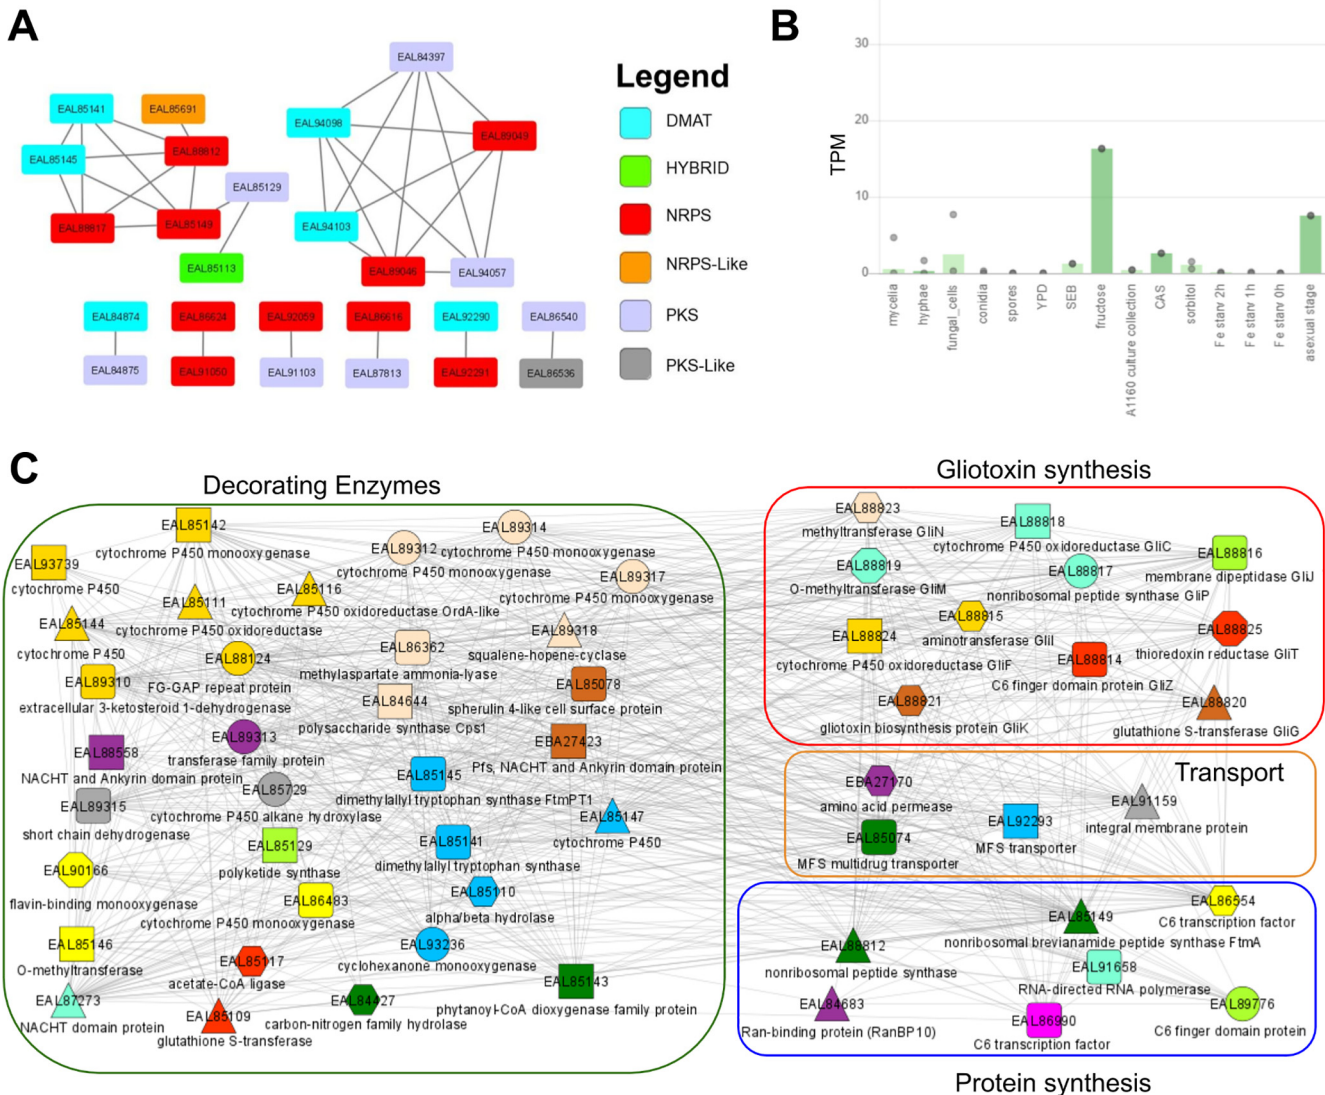 A
EAL84397
EAL85141
EAL85691
EAL94098
EAL89049
EAL88812
EAL85145
EAL85129
EAL88817
EAL85149
EAL94103
EAL85113
EAL89046
EAL94057
EAL84874
EAL86624
EAL92059
EAL86616
EAL92290
EAL86540
EAL84875
EAL91050
EAL91103
EAL87813
EAL92291
EAL86536
Legend
DMAT
HYBRID
NRPS
NRPS-Like
PKS
PKS-Like
B
TPM
30
20
10
0
mycelia
hyphae
fungal_cells
conidia
spores
YPD
SEB
fructose
A1160 culture collection
CAS
sorbitol
Fe starv 2h
Fe starv 1h
Fe starv 0h
asexual stage
C
Decorating Enzymes
EAL85142
cytochrome P450 monooxygenase
EAL89314
cytochrome P450 monooxygenase
EAL89312
cytochrome P450 monooxygenase
EAL93739
cytochrome P450
EAL89317
cytochrome P450 monooxygenase
EAL85116
cytochrome P450 oxidoreductase OrdA-like
EAL85111
cytochrome P450 oxidoreductase
EAL85144
cytochrome P450
EAL89318
squalene-hopene-cyclase
EAL86362
methylaspartate ammonia-lyase
EAL88124
FG-GAP repeat protein
EAL89310
extracellular 3-ketosteroid 1-dehydrogenase
EAL85078
spherulin 4-like cell surface protein
EAL84644
polysaccharide synthase Cps1
EAL89313
transferase family protein
EBA27423
Pfs, NACHT and Ankyrin domain protein
EAL88558
NACHT and Ankyrin domain protein
EAL85145
dimethylallyl tryptophan synthase FtmPT1
EAL85729
cytochrome P450 alkane hydroxylase
EAL89315
short chain dehydrogenase
EAL85147
cytochrome P450
EAL85129
polyketide synthase
EAL85141
dimethylallyl tryptophan synthase
EAL90166
flavin-binding monooxygenase
EAL85110
alpha/beta hydrolase
EAL86483
cytochrome P450 monooxygenase
EAL85146
O-methyltransferase
EAL93236
cyclohexanone monooxygenase
EAL85117
acetate-CoA ligase
EAL85143
phytanoyl-CoA dioxygenase family protein
EAL87273
NACHT domain protein
EAL84427
carbon-nitrogen family hydrolase
EAL85109
glutathione S-transferase
Gliotoxin synthesis
EAL88823
methyltransferase GliN
EAL88818
cytochrome P450 oxidoreductase GliC
EAL88816
membrane dipeptidase GliJ
EAL88819
O-methyltransferase GliM
EAL88817
nonribosomal peptide synthase GliP
EAL88815
aminotransferase GliI
EAL88825
thioredoxin reductase GliT
EAL88824
cytochrome P450 oxidoreductase GliF
EAL88814
C6 finger domain protein GliZ
EAL88821
gliotoxin biosynthesis protein GliK
EAL88820
glutathione S-transferase GliG
Transport
EBA27170
amino acid permease
EAL91159
integral membrane protein
EAL92293
MFS transporter
EAL85074
MFS multidrug transporter
EAL86554
C6 transcription factor
EAL85149
nonribosomal brevianamide peptide synthase FtmA
EAL88812
nonribosomal peptide synthase
EAL91658
RNA-directed RNA polymerase
EAL84683
Ran-binding protein (RanBP10)
EAL89776
C6 finger domain protein
EAL86990
C6 transcription factor
Protein synthesis